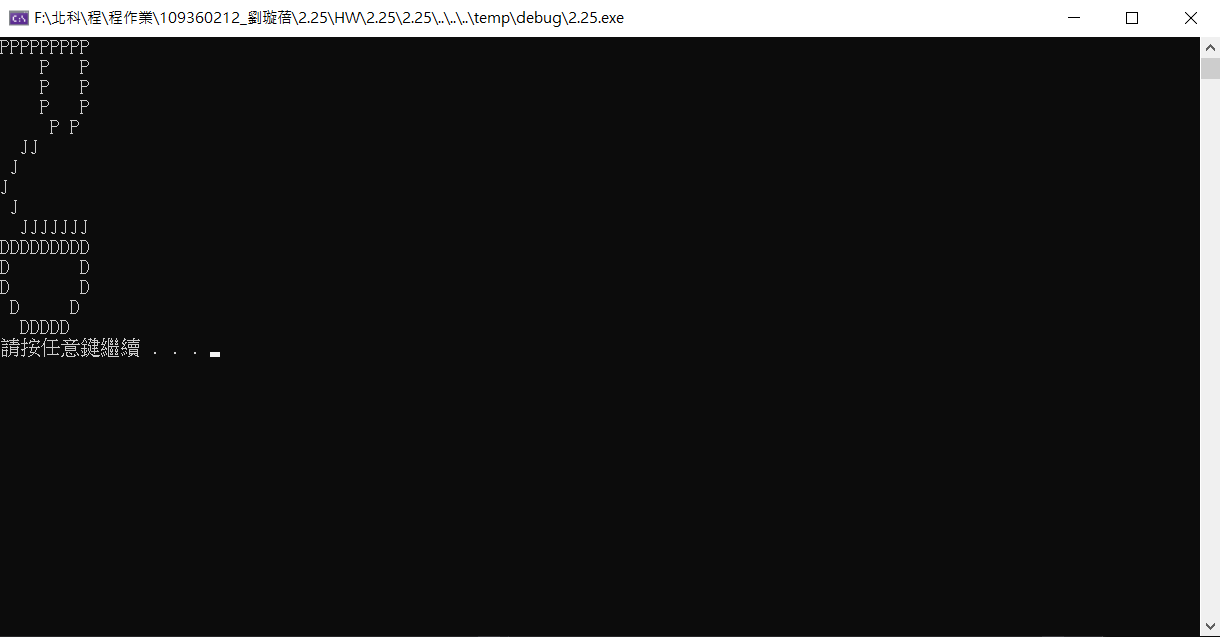 F:\北科\程\程作業\109360212_劉璇蓓\2.25\HW\2.25\2.25\..\..\..\temp\debug\2.25.exe
PPPPPPPPP
    P   P
    P   P
    P   P
     P P
  JJ
 J
J
 J
  JJJJJJJ
DDDDDDDDD
D       D
D       D
 D     D
  DDDDD
請按任意鍵繼續 . . .